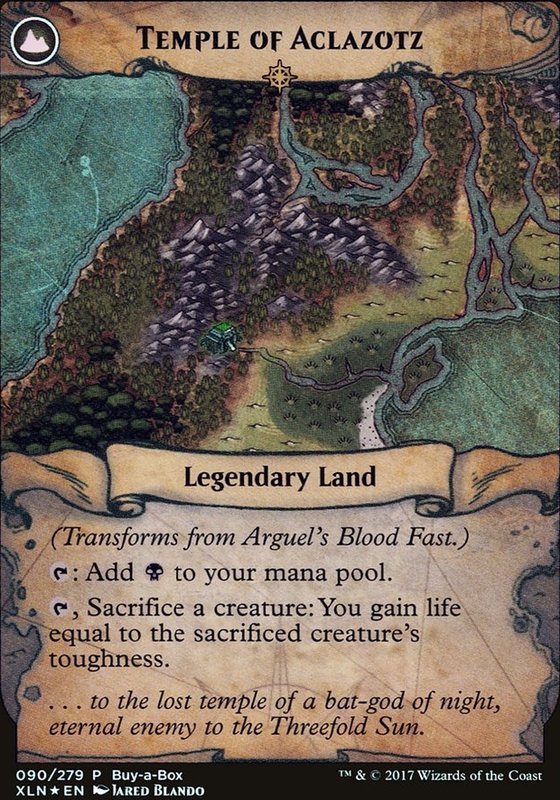 Temple of Aclazotz
Legendary Land
(Transforms from Arguel's Blood Fast.)
: Add to your mana pool.
, Sacrifice a creature: You gain life
equal to the sacrificed creature's
toughness.
. . . to the lost temple of a bat-god of night,
eternal enemy to the Threefold Sun.
090/279 P Buy-a-Box
XLN★EN Jared Blando
™ & © 2017 Wizards of the Coast